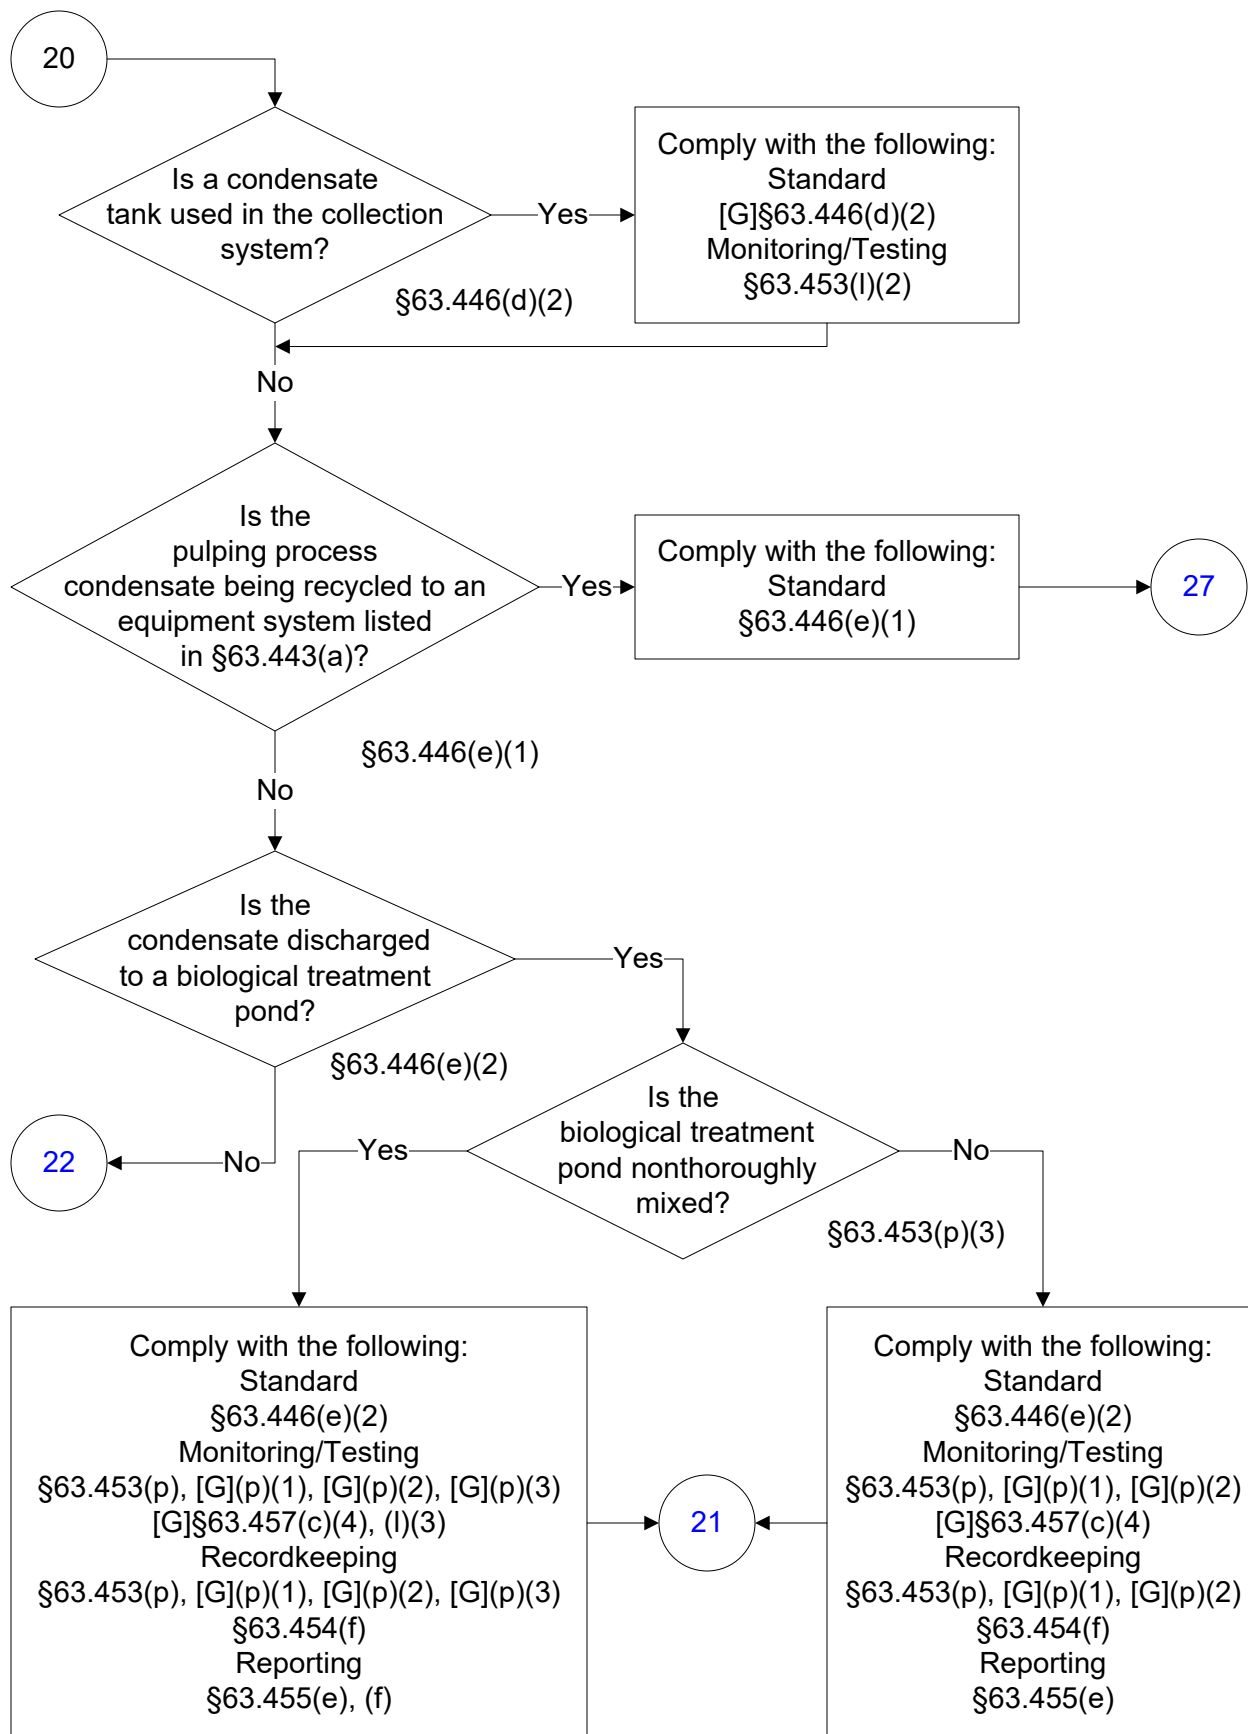 20
Is a condensate
tank used in the collection
system?
Yes
Comply with the following:
Standard
[G]§63.446(d)(2)
Monitoring/Testing
§63.453(l)(2)
§63.446(d)(2)
No
Is the
pulping process
condensate being recycled to an
equipment system listed
in §63.443(a)?
Yes
Comply with the following:
Standard
§63.446(e)(1)
27
§63.446(e)(1)
No
Is the
condensate discharged
to a biological treatment
pond?
Yes
§63.446(e)(2)
No
22
Is the
biological treatment
pond nonthoroughly
mixed?
Yes
No
§63.453(p)(3)
Comply with the following:
Standard
§63.446(e)(2)
Monitoring/Testing
§63.453(p), [G](p)(1), [G](p)(2), [G](p)(3)
[G]§63.457(c)(4), (l)(3)
Recordkeeping
§63.453(p), [G](p)(1), [G](p)(2), [G](p)(3)
§63.454(f)
Reporting
§63.455(e), (f)
21
Comply with the following:
Standard
§63.446(e)(2)
Monitoring/Testing
§63.453(p), [G](p)(1), [G](p)(2)
[G]§63.457(c)(4)
Recordkeeping
§63.453(p), [G](p)(1), [G](p)(2)
§63.454(f)
Reporting
§63.455(e)